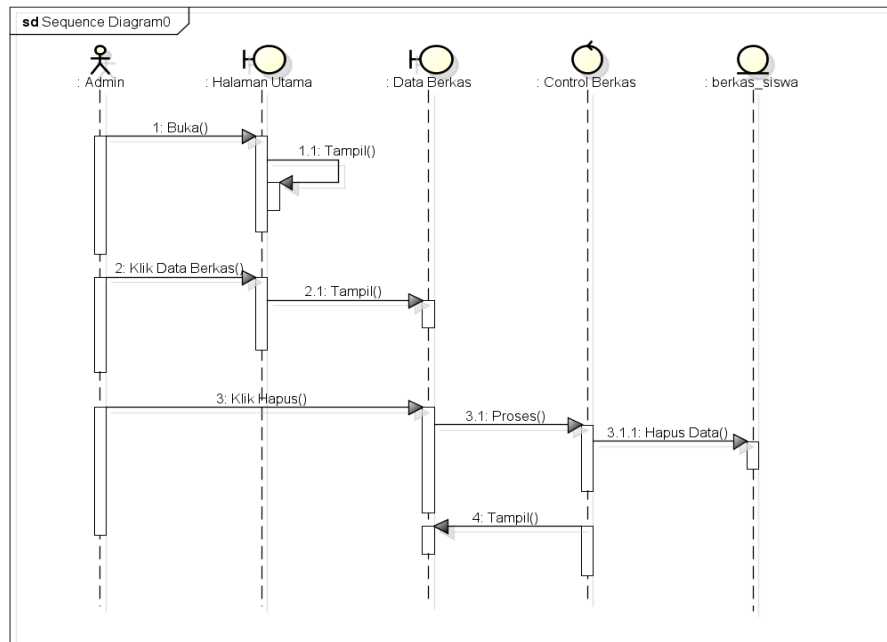 sd Sequence Diagram0
: Admin
: Halaman Utama
: Data Berkas
: Control Berkas
: berkas_siswa
1: Buka()
1.1: Tampil()
2: Klik Data Berkas()
2.1: Tampil()
3: Klik Hapus()
3.1: Proses()
3.1.1: Hapus Data()
4: Tampil()